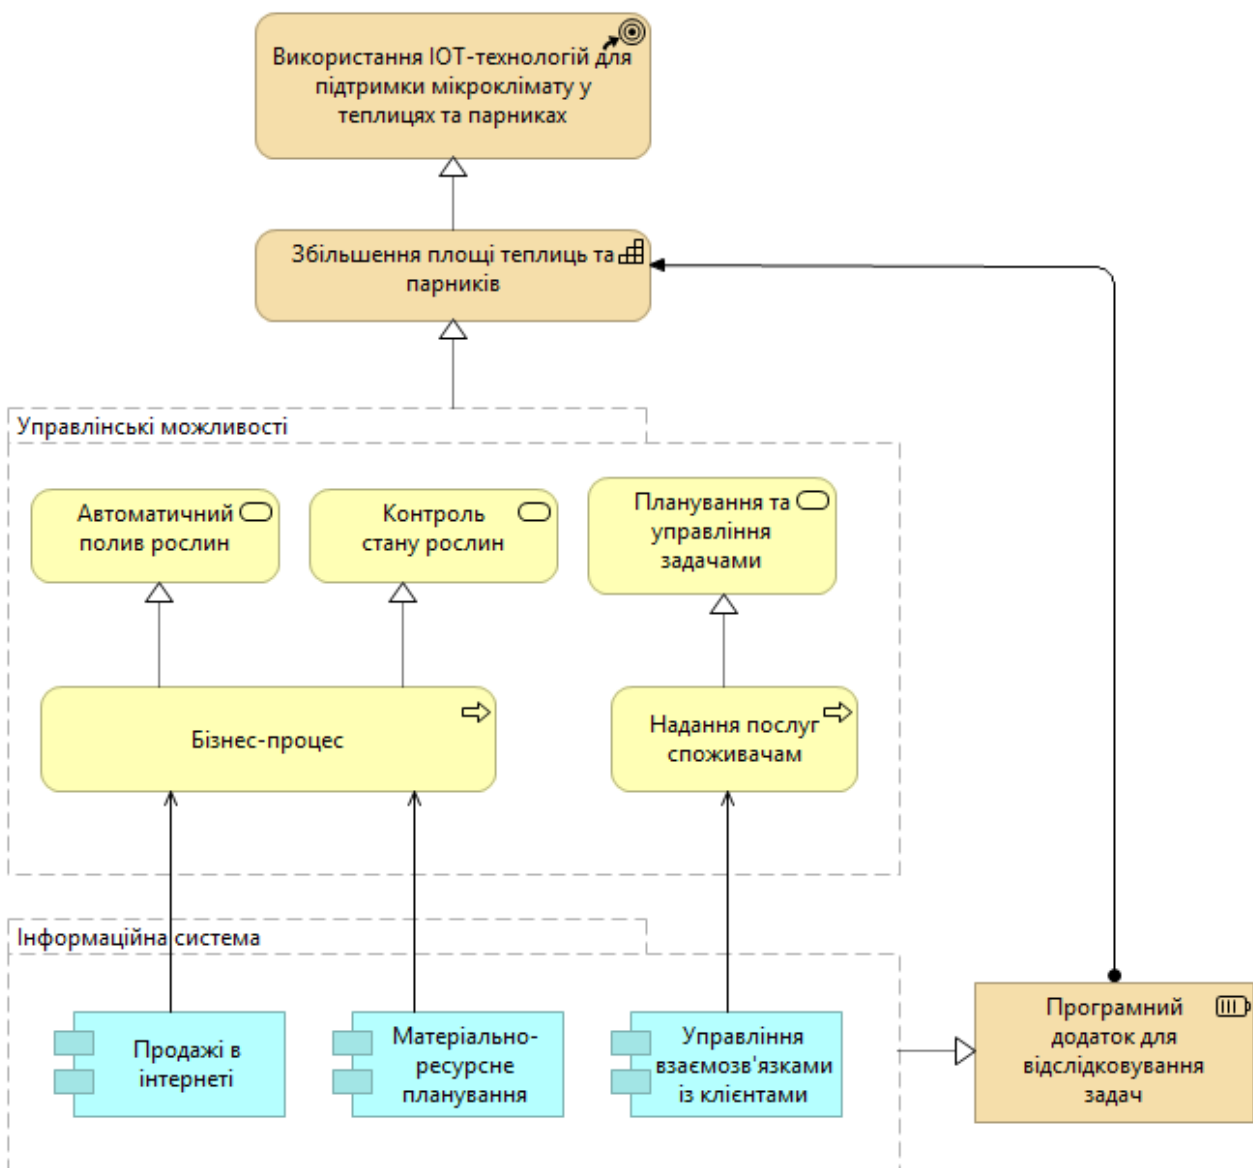 Використання ІОТ-технологій для
підтримки мікроклімату у
теплицях та парниках
Збільшення площі теплиць та
парників
Управлінські можливості
Автоматичний
полив рослин
Контроль
стану рослин
Планування та
управління
задачами
Бізнес-процес
Надання послуг
споживачам
Інформаційна система
Продажі в
інтернеті
Матеріально-
ресурсне
планування
Управління
взаємозв'язками
із клієнтами
Програмний
додаток для
відслідковування
задач